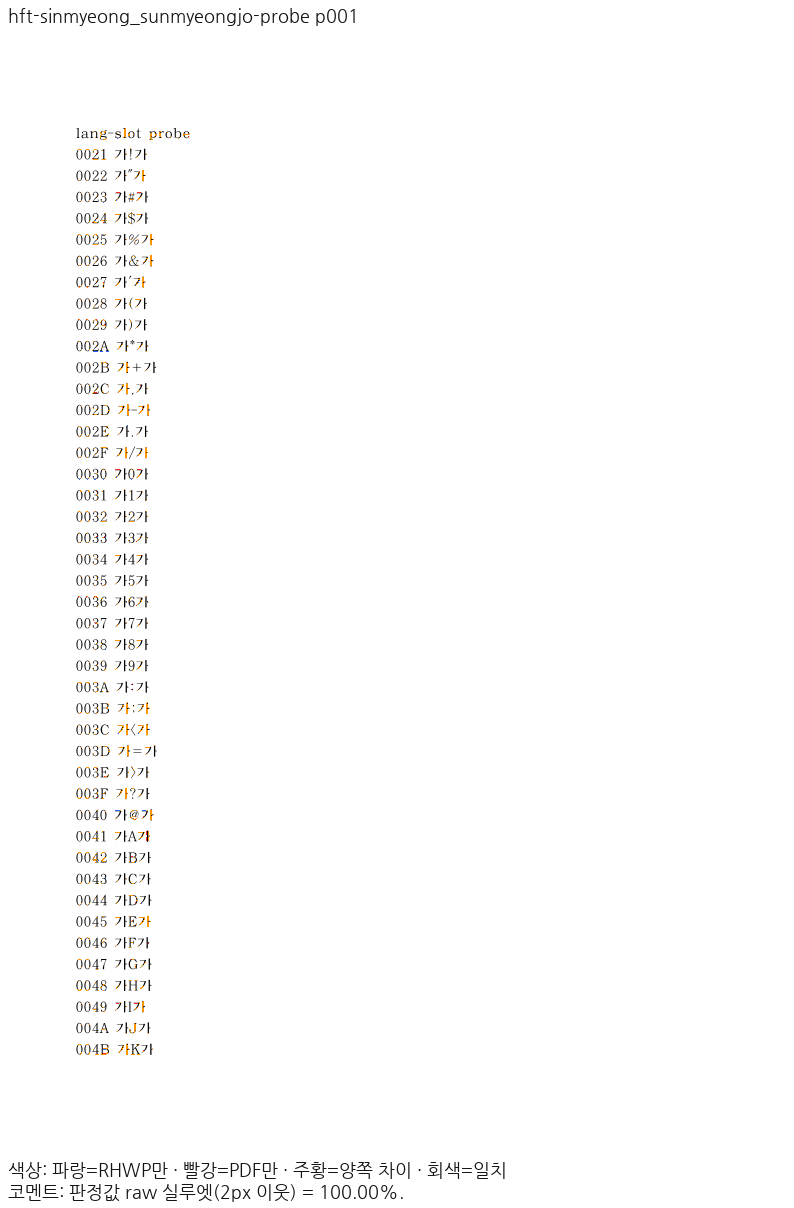 hft-sinmyeong_sunmyeongjo-probe p001
lang-slot probe
0021 가!가
0022 가"가
0023 가#가
0024 가$가
0025 가%가
0026 가&가
0027 가'가
0028 가(가
0029 가)가
002A 가*가
002B 가+가
002C 가,가
002D 가-가
002E 가.가
002F 가/가
0030 가0가
0031 가1가
0032 가2가
0033 가3가
0034 가4가
0035 가5가
0036 가6가
0037 가7가
0038 가8가
0039 가9가
003A 가:가
003B 가;가
003C 가<가
003D 가=가
003E 가>가
003F 가?가
0040 가@가
0041 가A가
0042 가B가
0043 가C가
0044 가D가
0045 가E가
0046 가F가
0047 가G가
0048 가H가
0049 가I가
004A 가J가
004B 가K가
색상: 파랑=RHWP만 · 빨강=PDF만 · 주황=양쪽 차이 · 회색=일치
코멘트: 판정값 raw 실루엣(2px 이웃) = 100.00%.